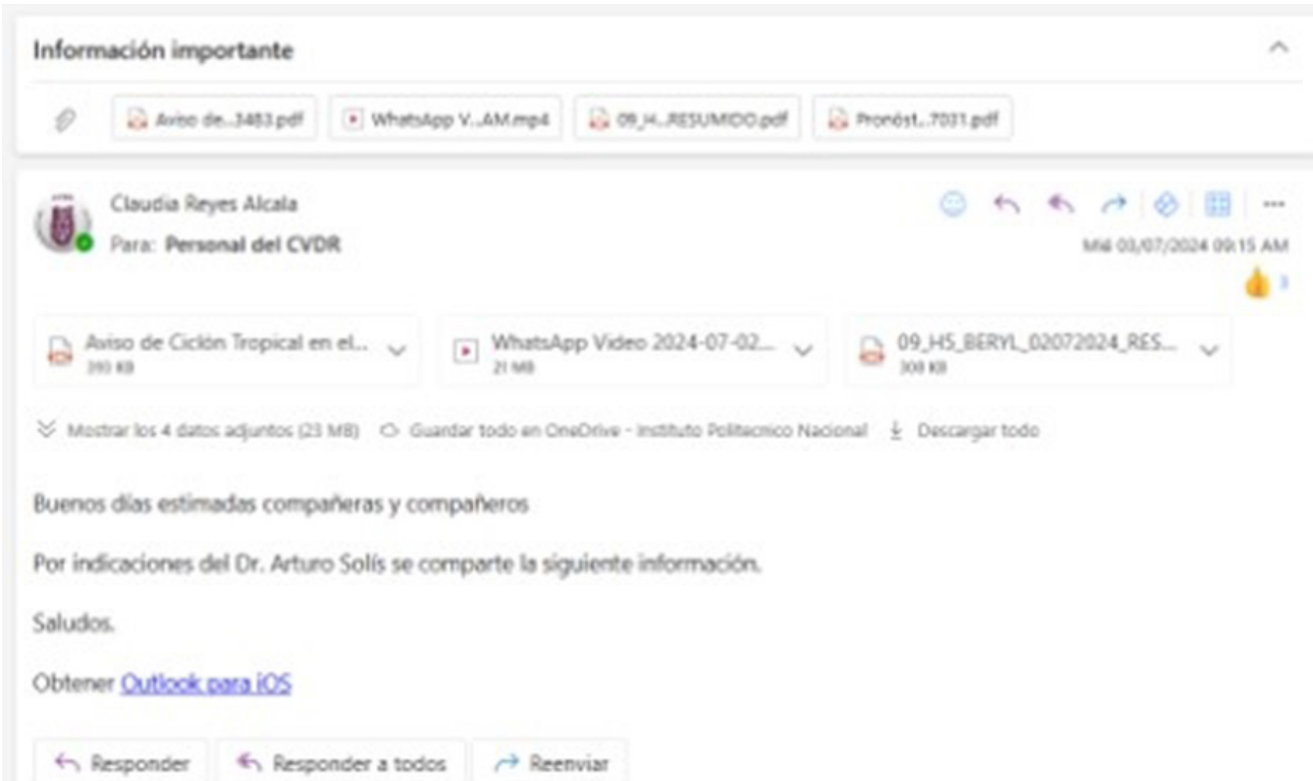 Información importante
Aviso de...3483.pdf
WhatsApp V...AM.mp4
09_H...RESUMIDO.pdf
Pronóst...7031.pdf
Claudia Reyes Alcala
Para: Personal del CVDR
Mié 03/07/2024 09:15 AM
👍 3
Aviso de Ciclón Tropical en el...
393 KB
WhatsApp Video 2024-07-02...
21 MB
09_H5_BERYL_02072024_RES...
308 KB
Mostrar los 4 datos adjuntos (23 MB) Guardar todo en OneDrive - Instituto Politecnico Nacional Descargar todo
Buenos días estimadas compañeras y compañeros
Por indicaciones del Dr. Arturo Solís se comparte la siguiente información.
Saludos.
Obtener Outlook para iOS
Responder Responder a todos Reenviar